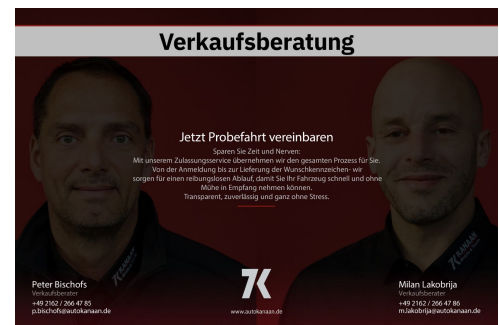 Verkaufsberatung
Jetzt Probefahrt vereinbaren
Sparen Sie Zeit und Nerven:
Mit unserem Zulassungsservice übernehmen wir den gesamten Prozess für Sie.
Von der Anmeldung bis zur Lieferung der Wunschkennzeichen- wir
sorgen für einen reibungslosen Ablauf, damit Sie Ihr Fahrzeug schnell und ohne
Mühe in Empfang nehmen können.
Transparent, zuverlässig und ganz ohne Stress.
KANAAN
KANAAN
Peter Bischofs
Verkaufsberater
+49 2162 / 266 47 85
p.bischofs@autokanaan.de
7K
www.autokanaan.de
Milan Lakobrija
Verkaufsberater
+49 2162 / 266 47 86
m.lakobrija@autokanaan.de